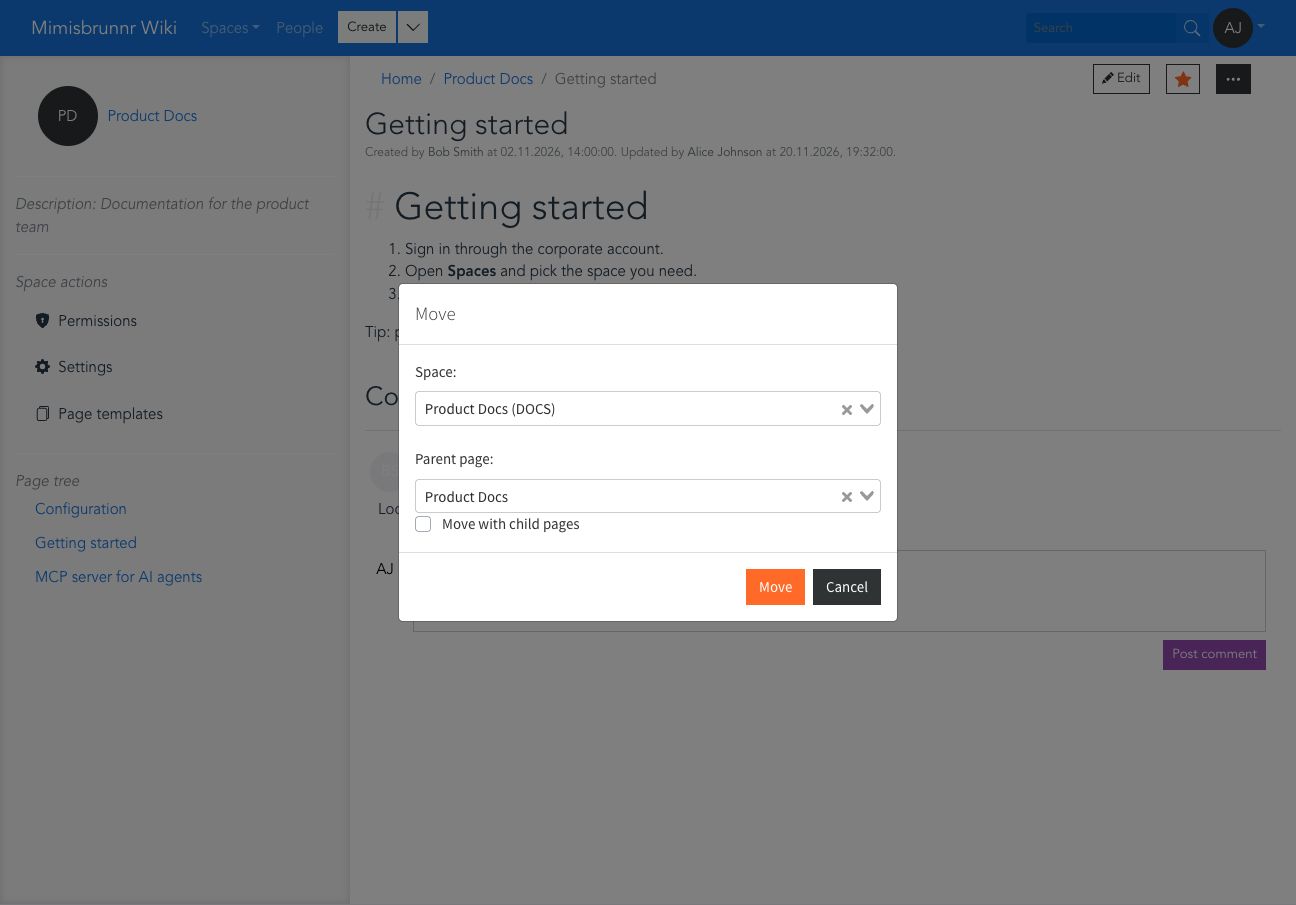 Mimisbrunnr Wiki
Spaces
People
Create
Search
AJ
PD
Product Docs
Description: Documentation for the product
team
Space actions
Permissions
Settings
Page templates
Page tree
Configuration
Getting started
MCP server for AI agents
Home / Product Docs / Getting started
Edit
Getting started
Created by Bob Smith at 02.11.2026, 14:00:00. Updated by Alice Johnson at 20.11.2026, 19:32:00.
# Getting started
1. Sign in through the corporate account.
2. Open Spaces and pick the space you need.
3.
Tip:
Move
Space:
Product Docs (DOCS)
Parent page:
Product Docs
Move with child pages
Move
Cancel
AJ
Post comment